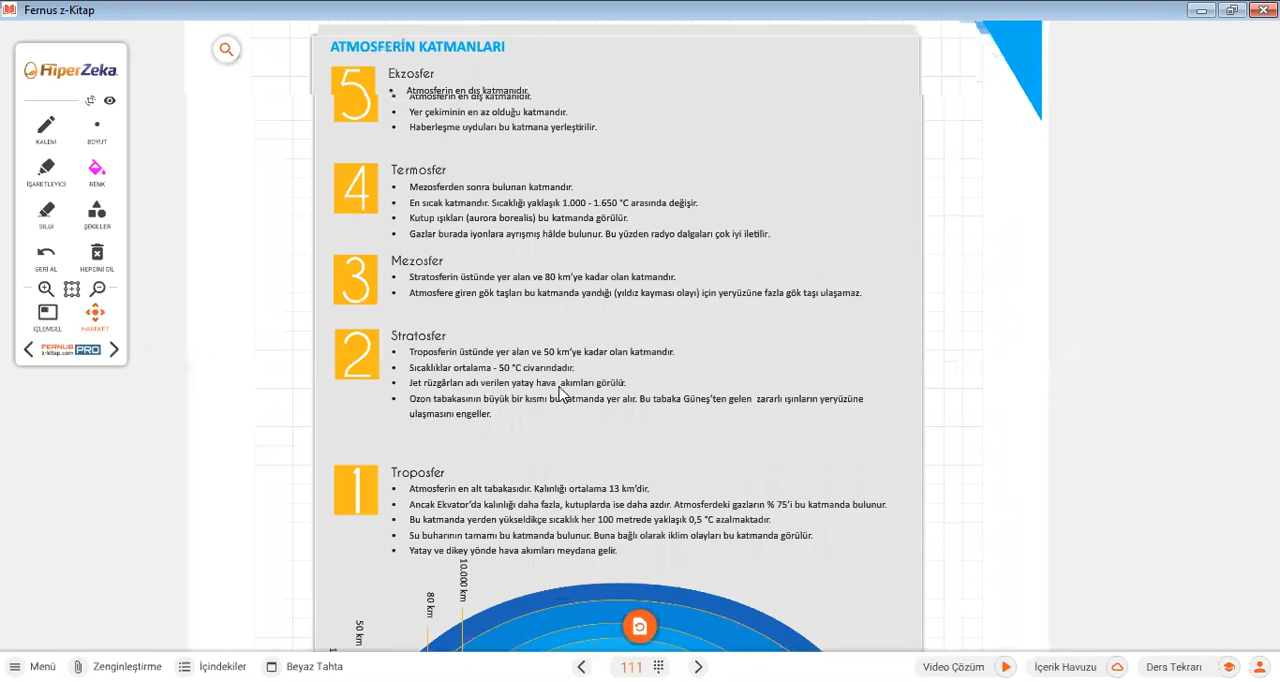 Fernus z-Kitap
ATMOSFERİN KATMANLARI
5
Ekzosfer
• Atmosferin en dış katmanıdır.
• Atmosferin en dış katmanıdır.
• Yer çekiminin en az olduğu katmandır.
• Haberleşme uyduları bu katmana yerleştirilir.
4
Termosfer
• Mezosferden sonra bulunan katmandır.
• En sıcak katmandır. Sıcaklığı yaklaşık 1.000 - 1.650 °C arasında değişir.
• Kutup ışıkları (aurora borealis) bu katmanda görülür.
• Gazlar burada iyonlara ayrışmış hâlde bulunur. Bu yüzden radyo dalgaları çok iyi iletilir.
3
Mezosfer
• Stratosferin üstünde yer alan ve 80 km'ye kadar olan katmandır.
• Atmosfere giren gök taşları bu katmanda yandığı (yıldız kayması olayı) için yeryüzüne fazla gök taşı ulaşamaz.
2
Stratosfer
• Troposferin üstünde yer alan ve 50 km'ye kadar olan katmandır.
• Sıcaklıklar ortalama - 50 °C civarındadır.
• Jet rüzgârları adı verilen yatay hava akımları görülür.
• Ozon tabakasının büyük bir kısmı bu katmanda yer alır. Bu tabaka Güneş'ten gelen zararlı ışınların yeryüzüne
ulaşmasını engeller.
1
Troposfer
• Atmosferin en alt tabakasıdır. Kalınlığı ortalama 13 km'dir.
• Ancak Ekvator'da kalınlığı daha fazla, kutuplarda ise daha azdır. Atmosferdeki gazların % 75'i bu katmanda bulunur.
• Bu katmanda yerden yükseldikçe sıcaklık her 100 metrede yaklaşık 0,5 °C azalmaktadır.
• Su buharının tamamı bu katmanda bulunur. Buna bağlı olarak iklim olayları bu katmanda görülür.
• Yatay ve dikey yönde hava akımları meydana gelir.
10.000 km
80 km
50 km
HiperZeka
KALEM
BOYUT
İŞARETLEYİCİ
RENK
SİLGİ
ŞEKİLLER
GERİ AL
HEPSİNİ SİL
İŞLEMSEL
HAREKET
FERNUS
z-kitap.com
PRO
Menü
Zenginleştirme
İçindekiler
Beyaz Tahta
111
Video Çözüm
İçerik Havuzu
Ders Tekrarı